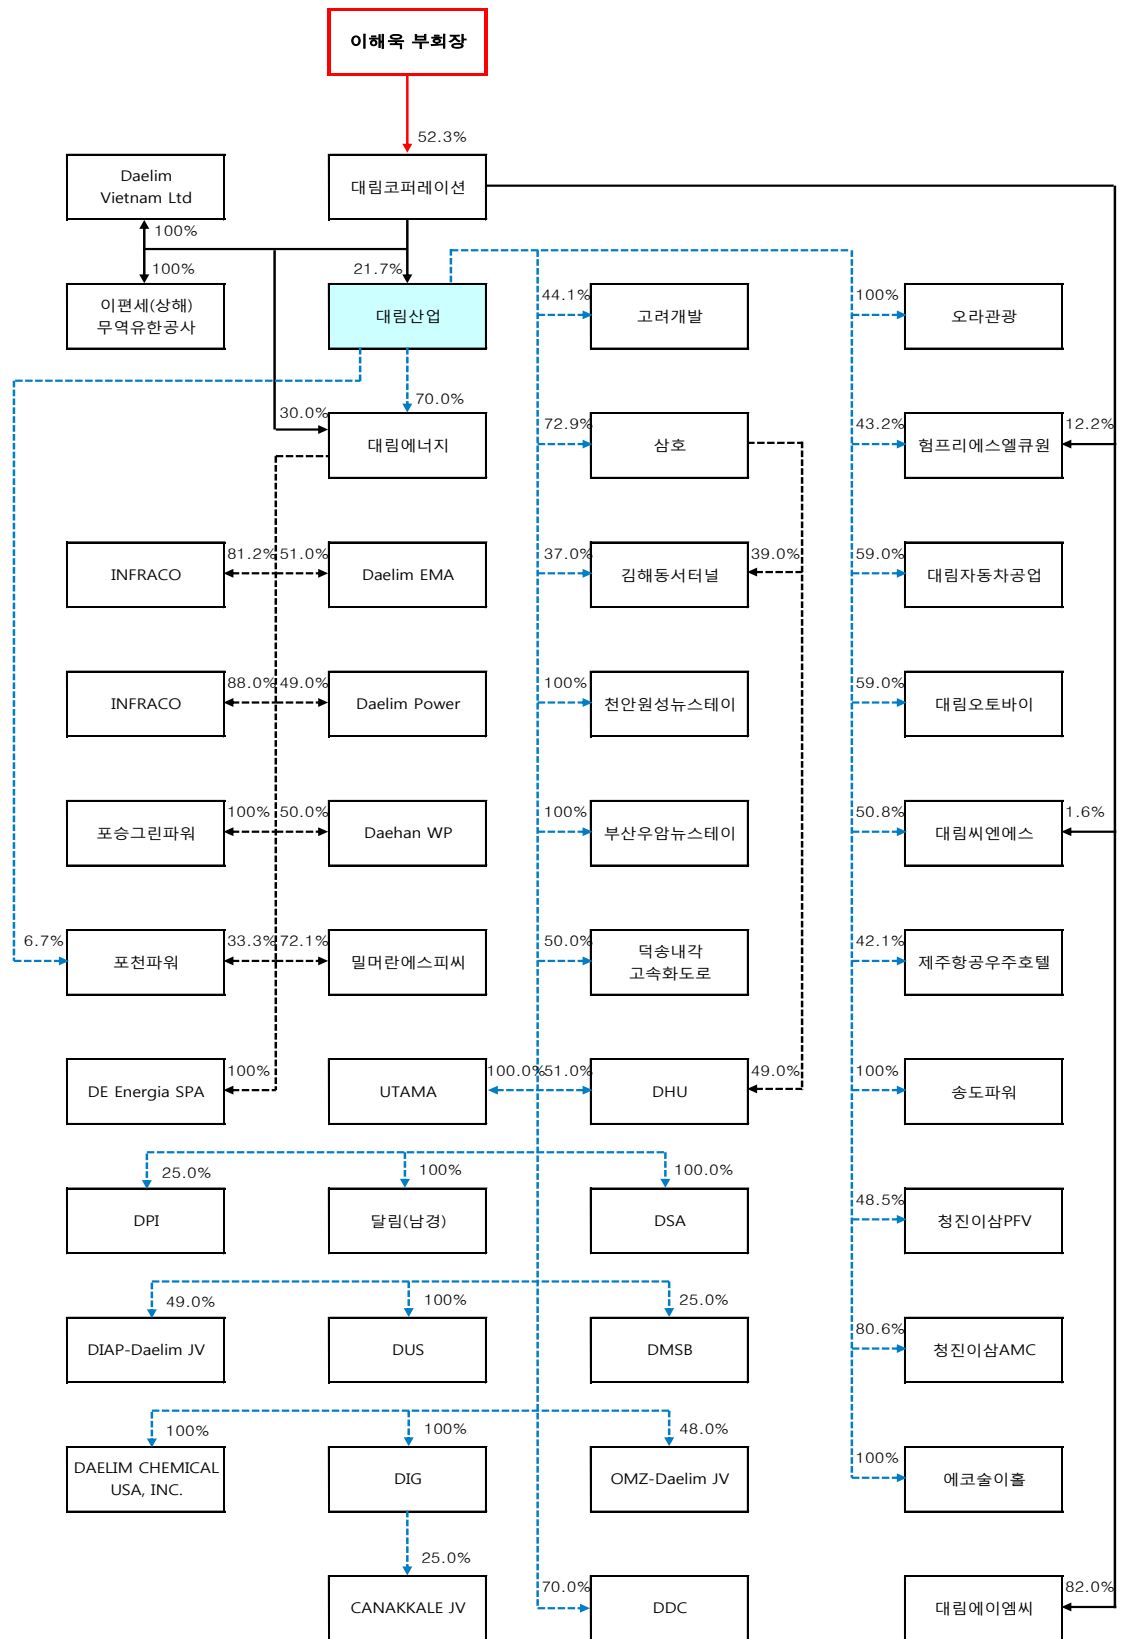 이해욱 부회장
52.3%
Daelim
Vietnam Ltd
대림코퍼레이션
100%
100%
21.7%
이편세(상해)
무역유한공사
대림산업
44.1%
고려개발
100%
오라관광
70.0%
30.0%
대림에너지
72.9%
삼호
43.2%
험프리에스엘큐원
12.2%
INFRACO
81.2%
51.0%
Daelim EMA
37.0%
김해동서터널
39.0%
59.0%
대림자동차공업
INFRACO
88.0%
49.0%
Daelim Power
100%
천안원성뉴스테이
59.0%
대림오토바이
포승그린파워
100%
50.0%
Daehan WP
100%
부산우암뉴스테이
50.8%
대림씨엔에스
1.6%
6.7%
포천파워
33.3%
72.1%
밀머란에스피씨
50.0%
덕송내각
고속화도로
42.1%
제주항공우주호텔
DE Energia SPA
100%
UTAMA
100.0%
51.0%
DHU
49.0%
100%
송도파워
25.0%
100%
100.0%
DPI
달림(남경)
DSA
48.5%
청진이삼PFV
49.0%
100%
25.0%
DIAP-Daelim JV
DUS
DMSB
80.6%
청진이삼AMC
100%
100%
48.0%
DAELIM CHEMICAL
USA, INC.
DIG
OMZ-Daelim JV
100%
에코술이홀
25.0%
CANAKKALE JV
70.0%
DDC
대림에이엠씨
82.0%